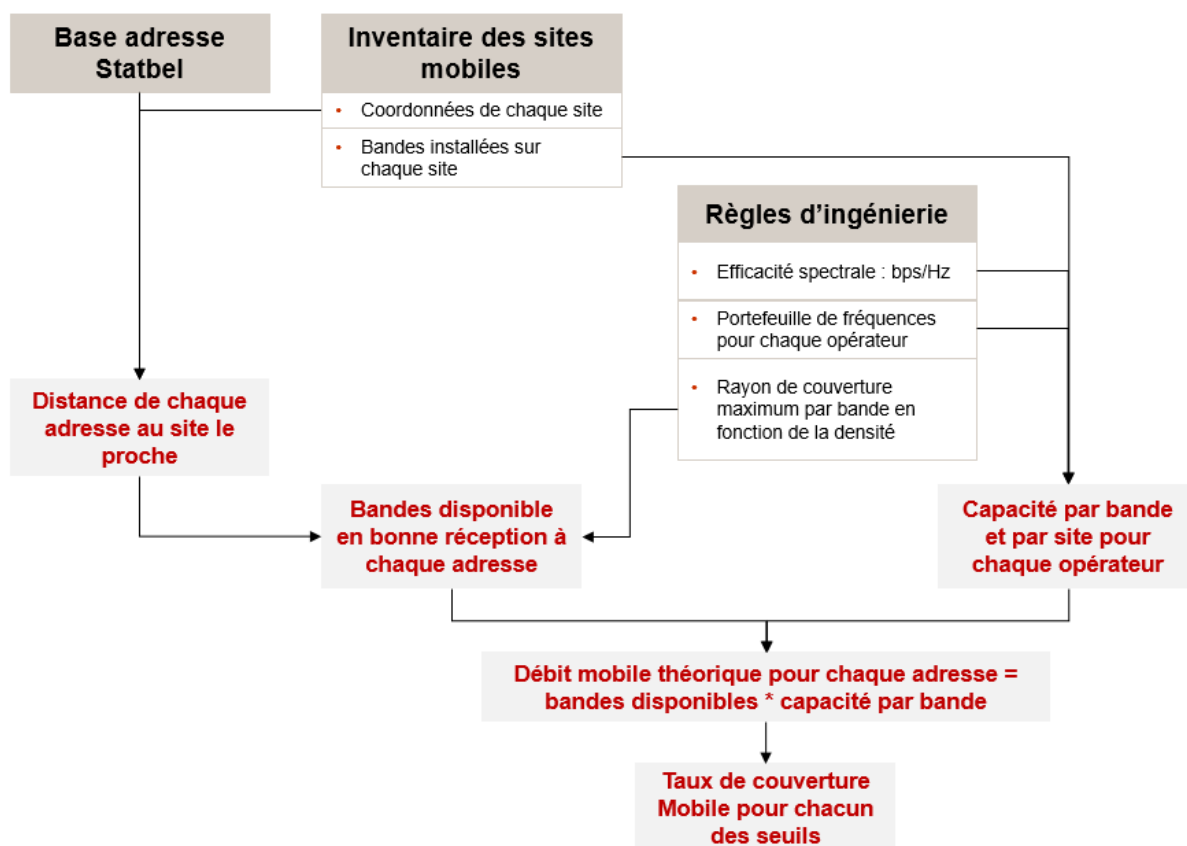 Base adresse
Statbel
Inventaire des sites
mobiles
• Coordonnées de chaque site
• Bandes installées sur
chaque site
Règles d’ingénierie
• Efficacité spectrale : bps/Hz
• Portefeuille de fréquences
pour chaque opérateur
• Rayon de couverture
maximum par bande en
fonction de la densité
Distance de chaque
adresse au site le
proche
Bandes disponible
en bonne réception à
chaque adresse
Capacité par bande
et par site pour
chaque opérateur
Débit mobile théorique pour chaque adresse =
bandes disponibles * capacité par bande
Taux de couverture
Mobile pour chacun
des seuils